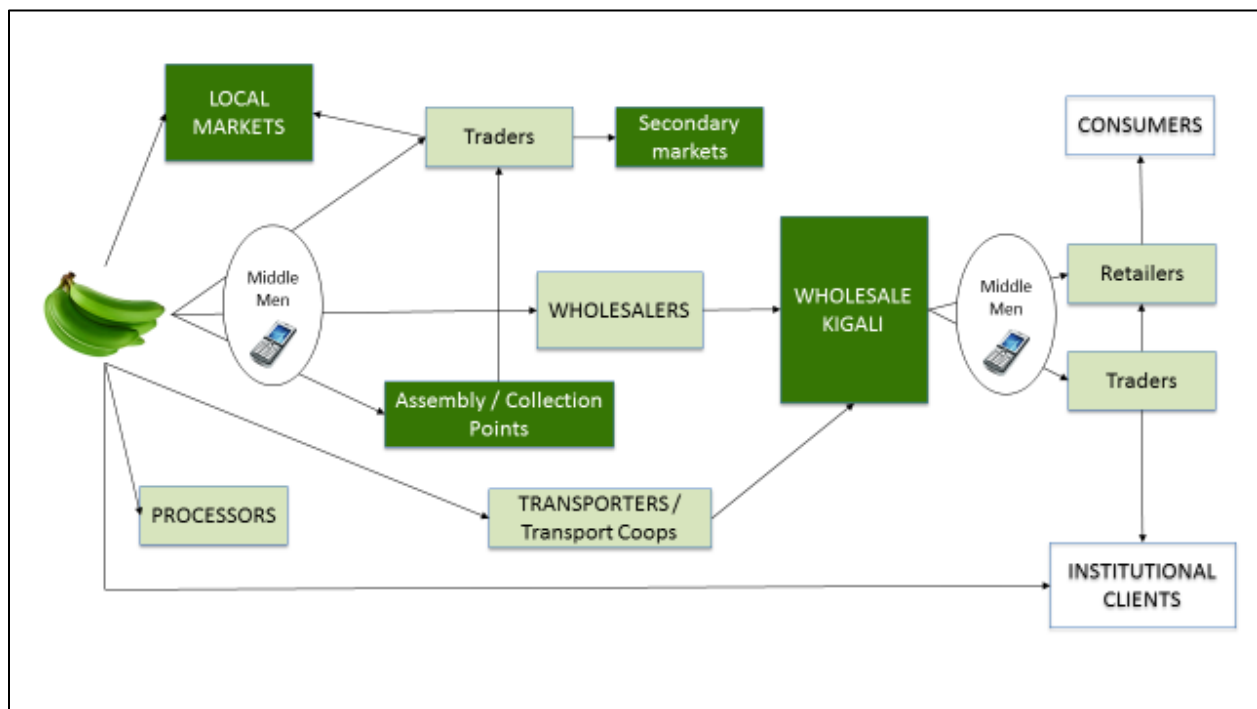 LOCAL
MARKETS
Traders
Secondary
markets
CONSUMERS
Middle
Men
WHOLESALERS
WHOLESALE
KIGALI
Middle
Men
Retailers
Traders
Assembly / Collection
Points
PROCESSORS
TRANSPORTERS /
Transport Coops
INSTITUTIONAL
CLIENTS